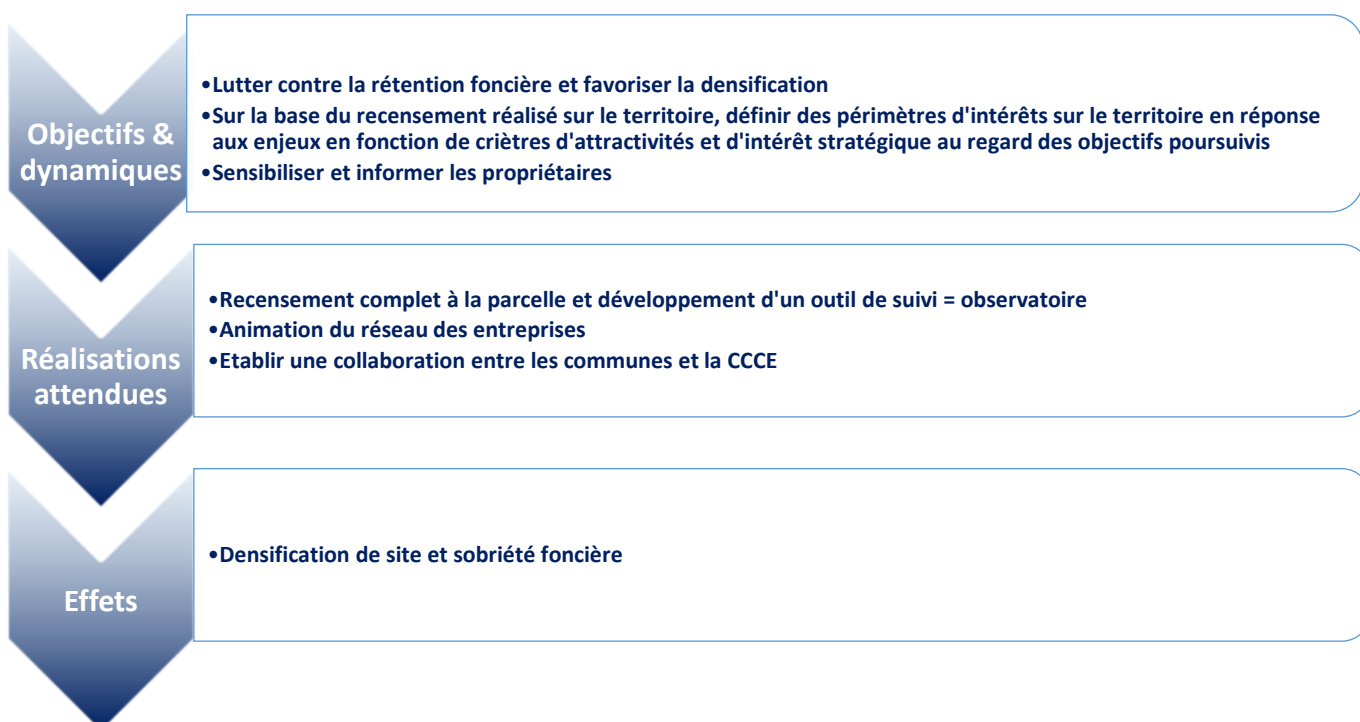 Objectifs &
dynamiques
•Lutter contre la rétention foncière et favoriser la densification
•Sur la base du recensement réalisé sur le territoire, définir des périmètres d'intérêts sur le territoire en réponse
aux enjeux en fonction de criètres d'attractivités et d'intérêt stratégique au regard des objectifs poursuivis
•Sensibiliser et informer les propriétaires
Réalisations
attendues
•Recensement complet à la parcelle et développement d'un outil de suivi = observatoire
•Animation du réseau des entreprises
•Etablir une collaboration entre les communes et la CCCE
Effets
•Densification de site et sobriété foncière